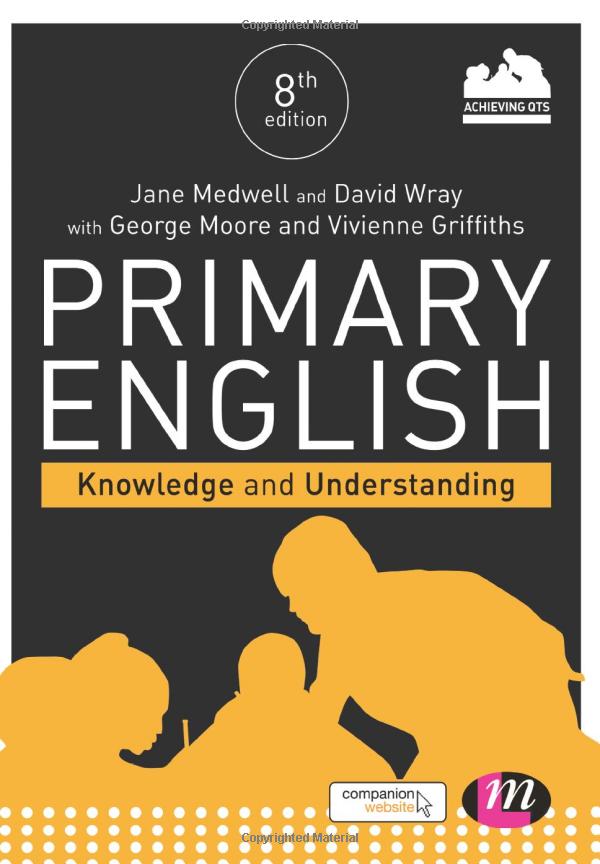 Copyrighted Material
8th
edition
ACHIEVING QTS
Jane Medwell and David Wray
with George Moore and Vivienne Griffiths
PRIMARY
ENGLISH
Knowledge and Understanding
companion
website
m
Copyrighted Material